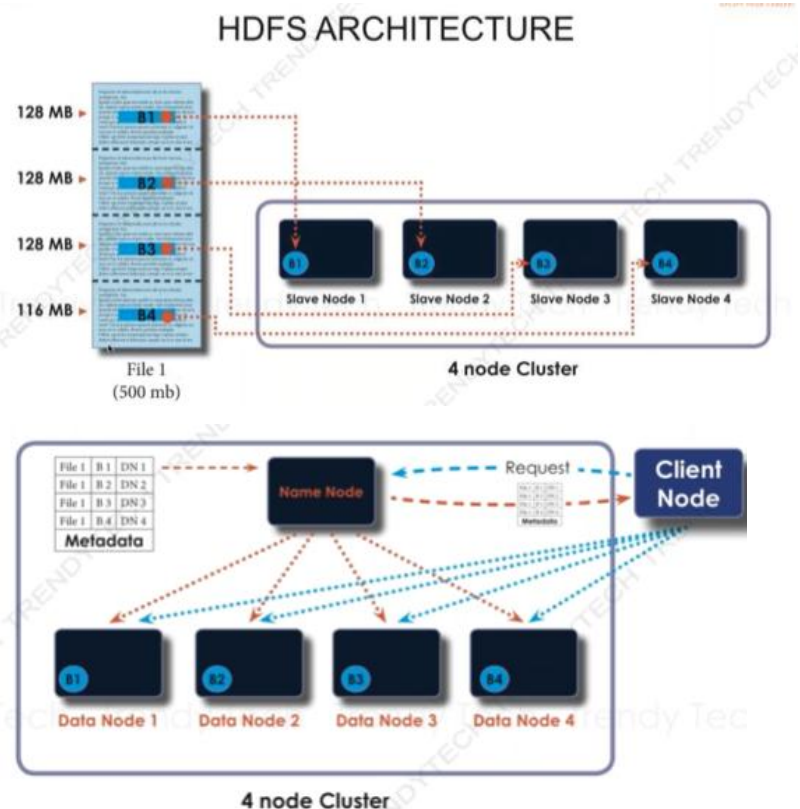 HDFS ARCHITECTURE
128 MB
B1
128 MB
B2
128 MB
B3
116 MB
B4
File 1
(500 mb)
B1
B2
B3
B4
Slave Node 1
Slave Node 2
Slave Node 3
Slave Node 4
4 node Cluster
File 1 B 1 DN 1
File 1 B 2 DN 2
File 1 B 3 DN 3
File 1 B 4 DN 4
Metadata
Name Node
Request
Metadata
Client
Node
B1
B2
B3
B4
Data Node 1
Data Node 2
Data Node 3
Data Node 4
4 node Cluster
TRENDYTECH